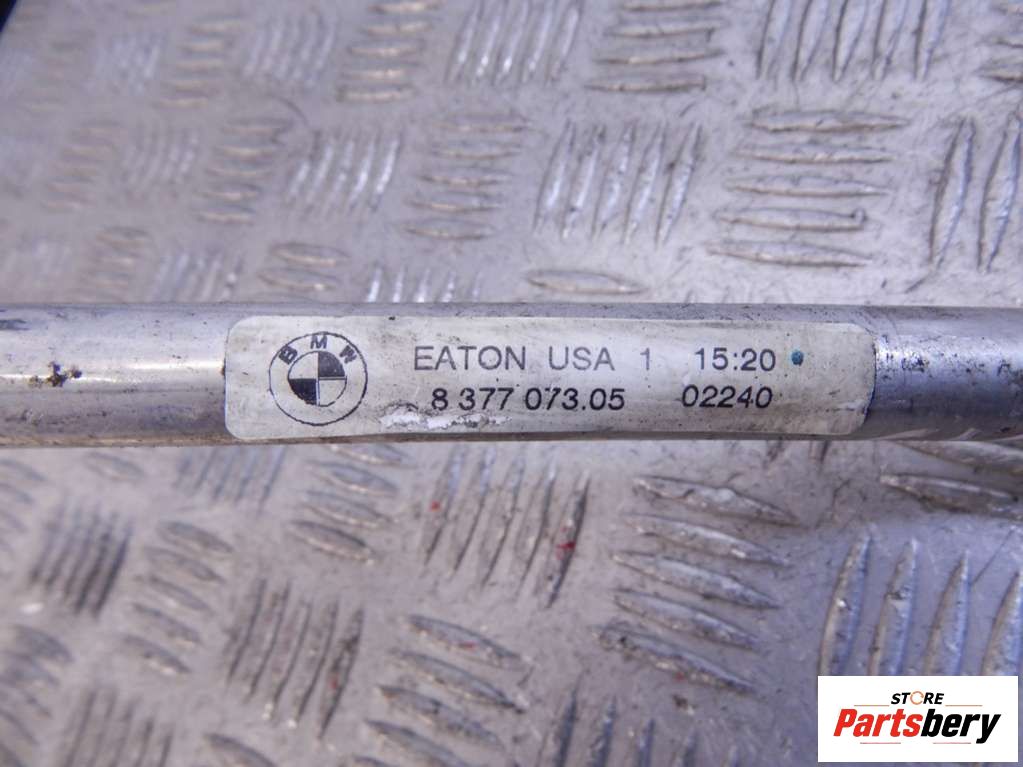 BMW
EATON USA 1 15:20
8 377 073.05 02240
STORE
Partsbery